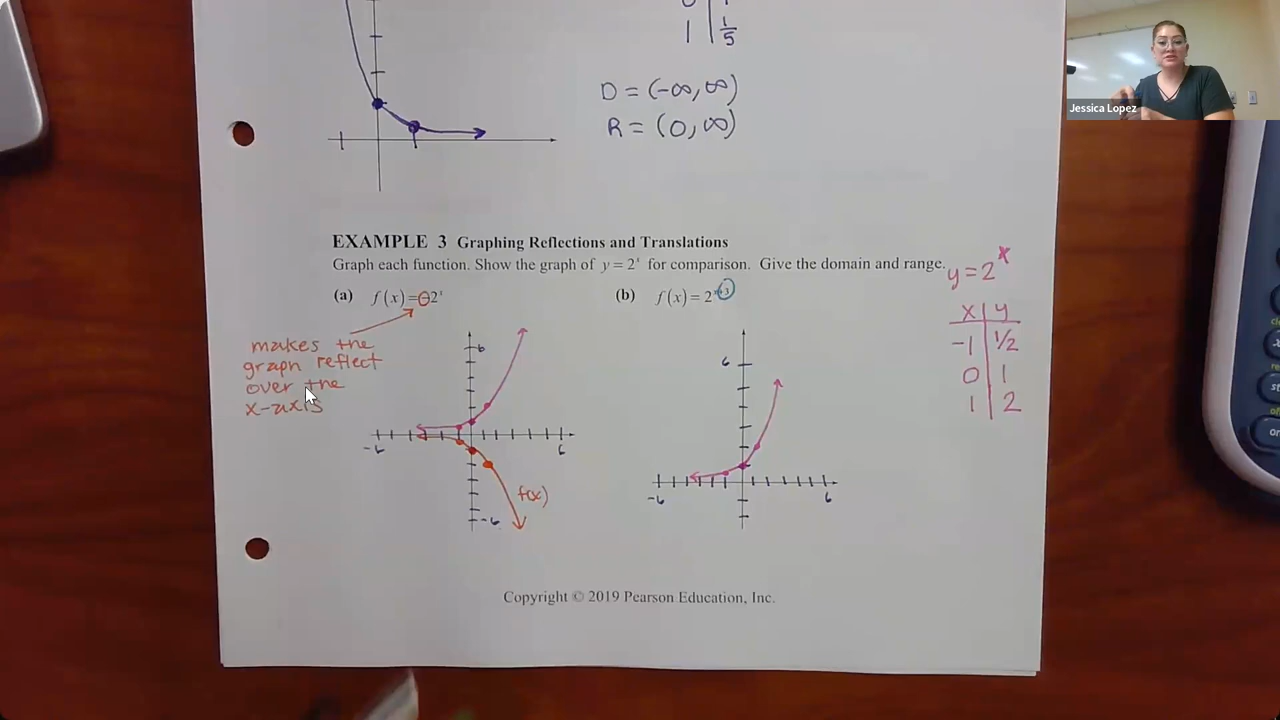 1 | 1/5
D = (-∞, ∞)
R = (0, ∞)
Jessica Lopez
EXAMPLE 3 Graphing Reflections and Translations
Graph each function. Show the graph of y = 2ˣ for comparison. Give the domain and range.
y = 2ˣ
(a) f(x) = -2ˣ
(b) f(x) = 2ˣ⁺³
x | y
-1 | 1/2
0 | 1
1 | 2
makes the
graph reflect
over the
x-axis
6
6
-6
6
-6
6
f(x)
-6
Copyright © 2019 Pearson Education, Inc.